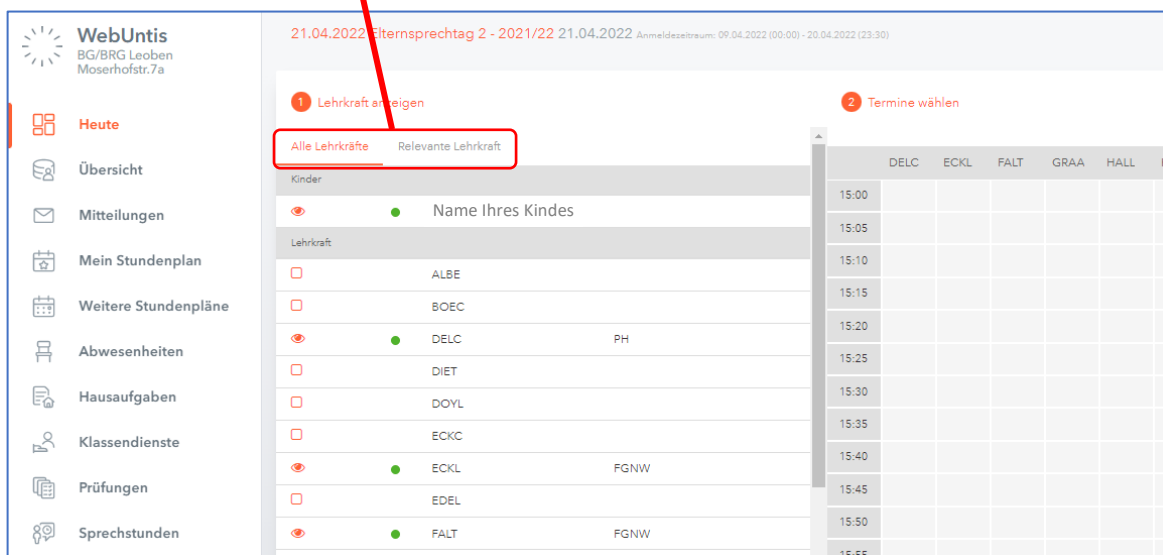 WebUntis
BG/BRG Leoben
Moserhofstr.7a
Heute
Übersicht
Mitteilungen
Mein Stundenplan
Weitere Stundenpläne
Abwesenheiten
Hausaufgaben
Klassendienste
Prüfungen
Sprechstunden
21.04.2022 Elternsprechtag 2 - 2021/22 21.04.2022 Anmeldezeitraum: 09.04.2022 (00:00) - 20.04.2022 (23:30)
1 Lehrkraft anzeigen
Alle Lehrkräfte Relevante Lehrkraft
Kinder
Name Ihres Kindes
Lehrkraft
ALBE
BOEC
DELC PH
DIET
DOYL
ECKC
ECKL FGNW
EDEL
FALT FGNW
2 Termine wählen
DELC ECKL FALT GRAA HALL
15:00
15:05
15:10
15:15
15:20
15:25
15:30
15:35
15:40
15:45
15:50
15:55